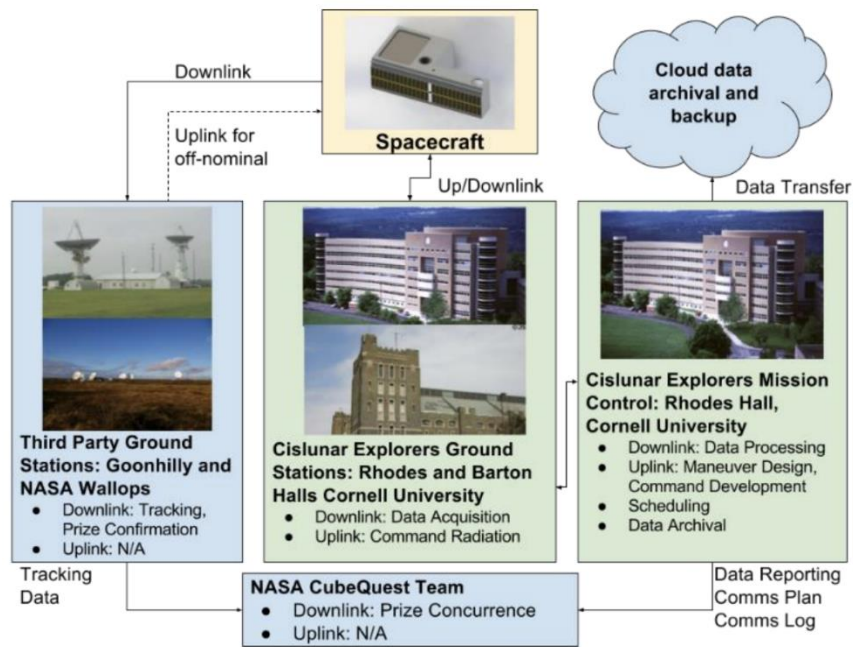 Downlink
Uplink for
off-nominal
Spacecraft
Up/Downlink
Cloud data
archival and
backup
Data Transfer
Third Party Ground
Stations: Goonhilly and
NASA Wallops
● Downlink: Tracking,
Prize Confirmation
● Uplink: N/A
Cislunar Explorers Ground
Stations: Rhodes and Barton
Halls Cornell University
● Downlink: Data Acquisition
● Uplink: Command Radiation
Cislunar Explorers Mission
Control: Rhodes Hall,
Cornell University
● Downlink: Data Processing
● Uplink: Maneuver Design,
Command Development
● Scheduling
● Data Archival
Tracking
Data
NASA CubeQuest Team
● Downlink: Prize Concurrence
● Uplink: N/A
Data Reporting
Comms Plan
Comms Log